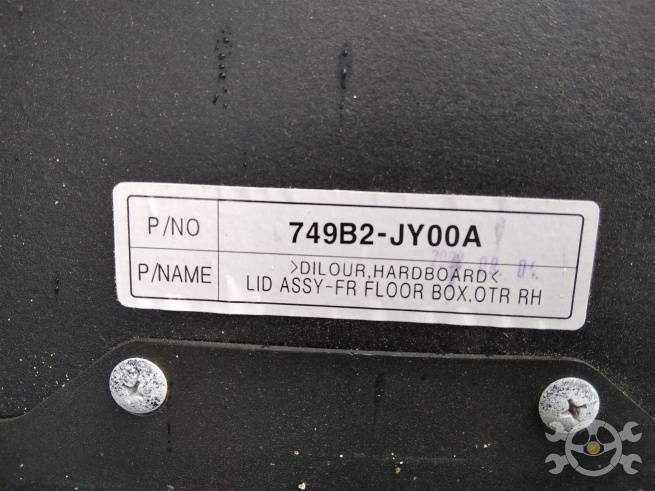 P/NO 749B2-JY00A
P/NAME >DILOUR,HARDBOARD<
LID ASSY-FR FLOOR BOX,OTR RH